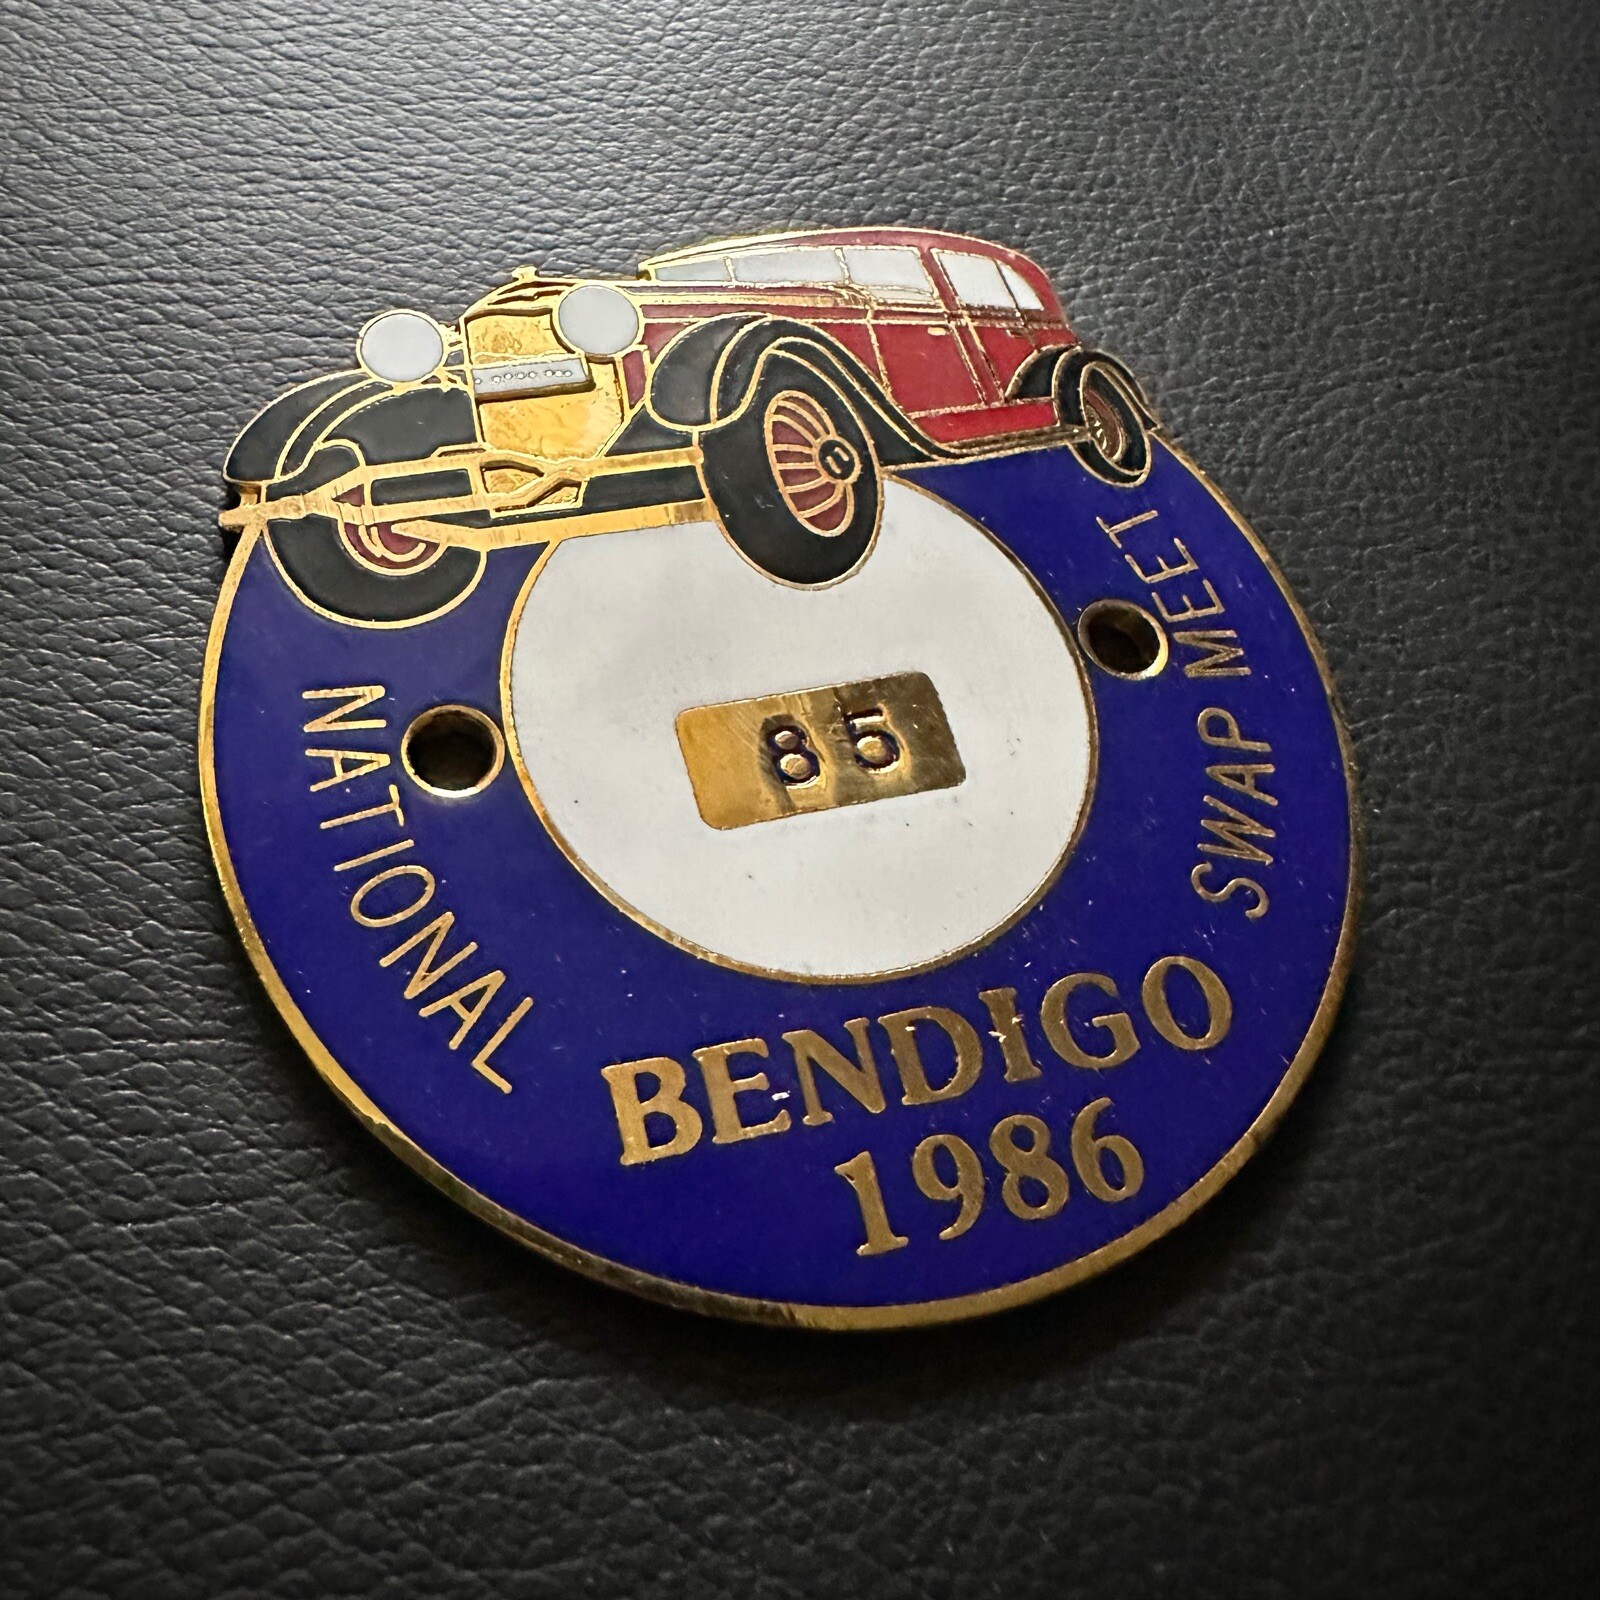 85
NATIONAL
SWAP MEET
BENDIGO
1986